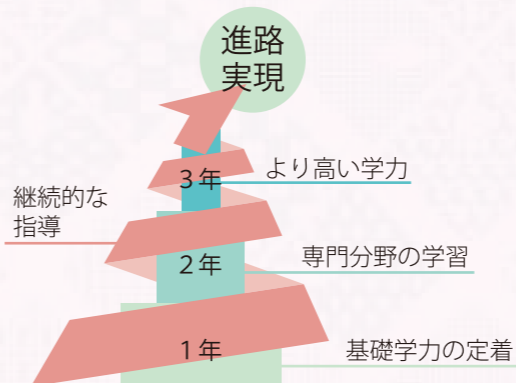 進路
実現
3年
より高い学力
継続的な
指導
2年
専門分野の学習
1年
基礎学力の定着